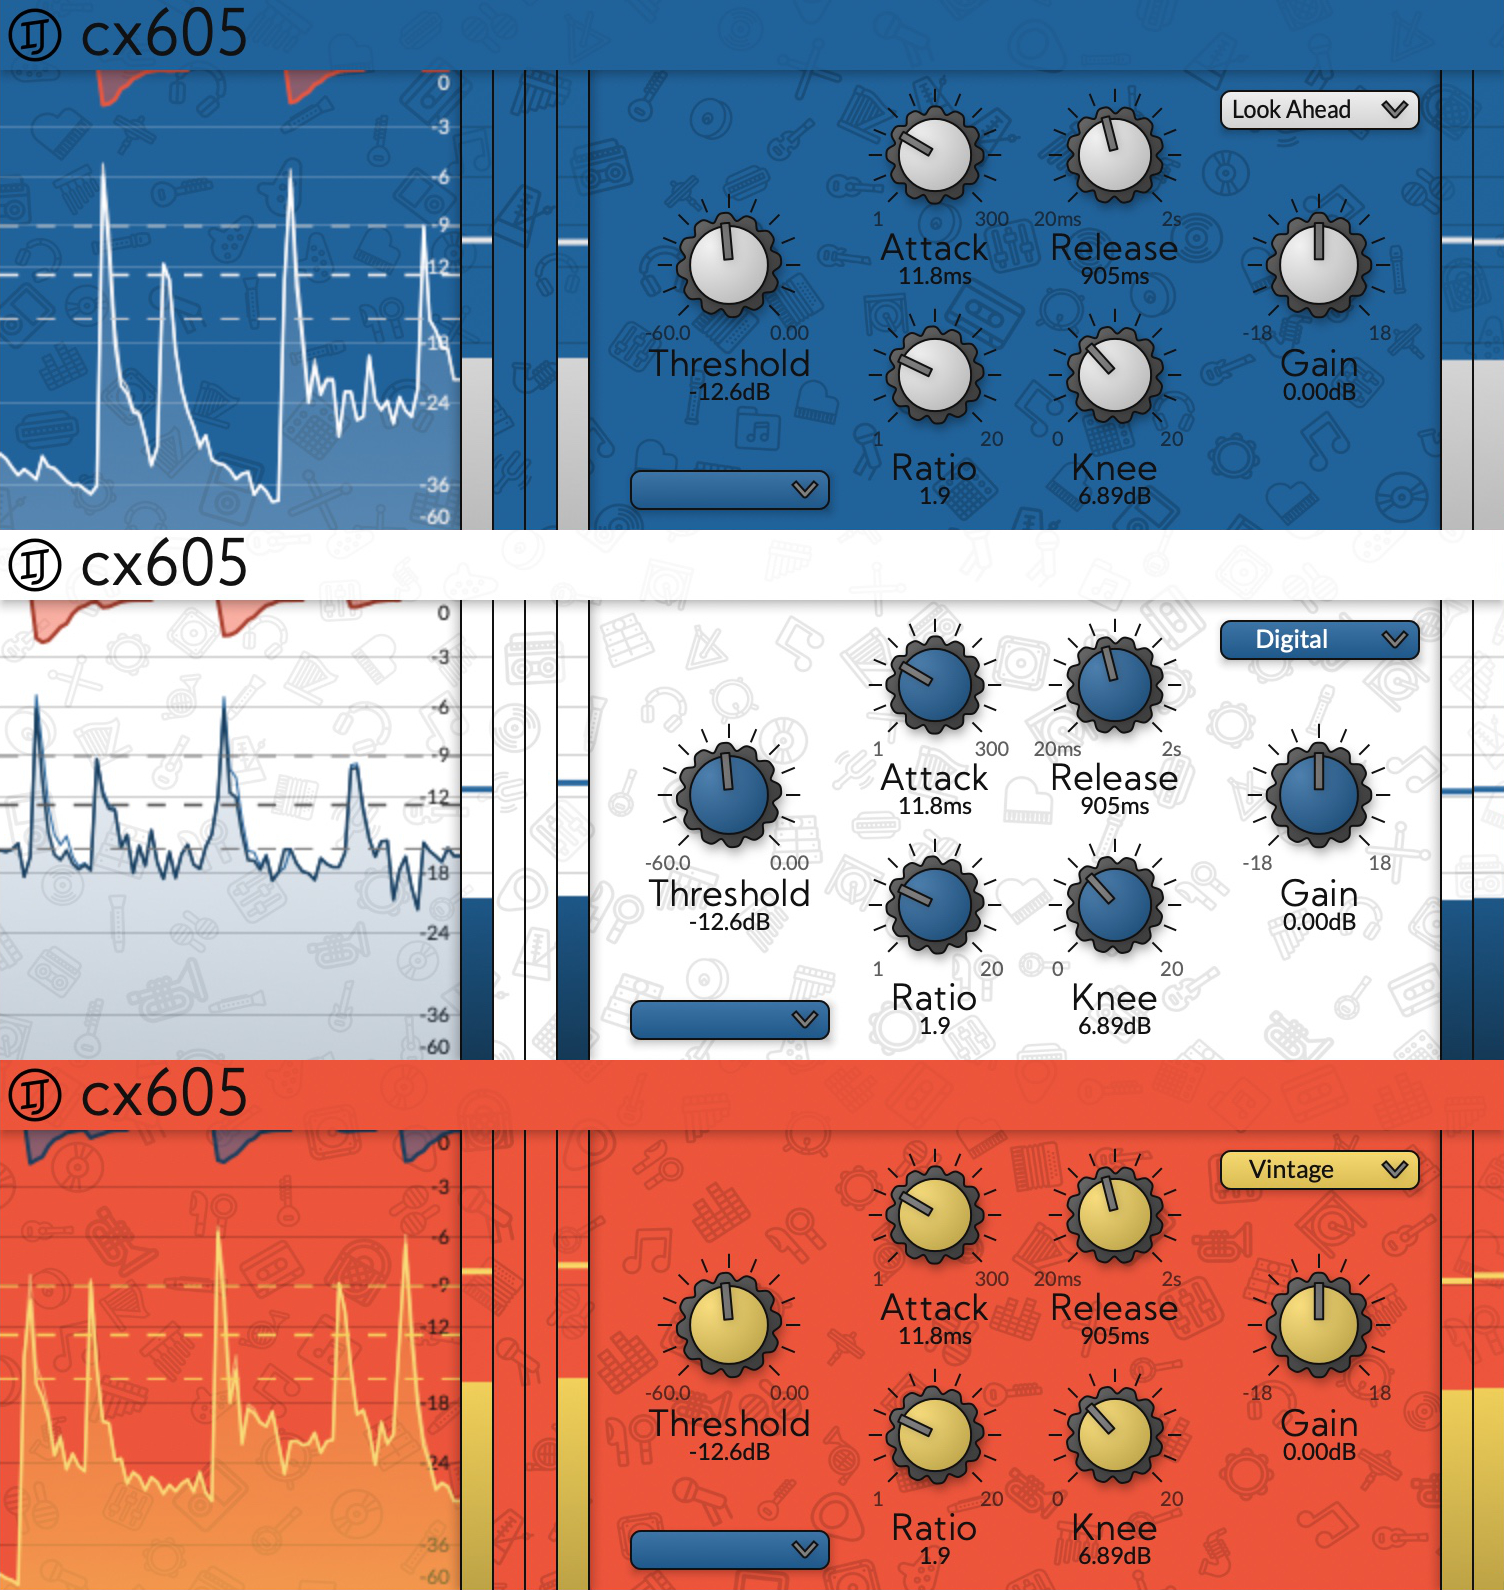 IJ cx605
0
-3
-6
-9
-12
-18
-24
-36
-60
Look Ahead
1 300
Attack
11.8ms
20ms 2s
Release
905ms
-60.0 0.00
Threshold
-12.6dB
1 20
Ratio
1.9
0 20
Knee
6.89dB
-18 18
Gain
0.00dB
IJ cx605
0
-3
-6
-9
-12
-18
-24
-36
-60
Digital
1 300
Attack
11.8ms
20ms 2s
Release
905ms
-60.0 0.00
Threshold
-12.6dB
1 20
Ratio
1.9
0 20
Knee
6.89dB
-18 18
Gain
0.00dB
IJ cx605
0
-3
-6
-9
-12
-18
-24
-36
-60
Vintage
1 300
Attack
11.8ms
20ms 2s
Release
905ms
-60.0 0.00
Threshold
-12.6dB
1 20
Ratio
1.9
0 20
Knee
6.89dB
-18 18
Gain
0.00dB